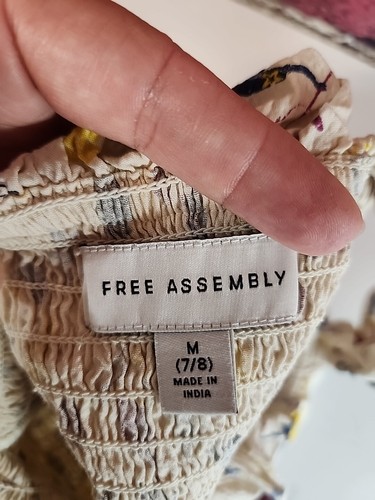 FREE ASSEMBLY
M
(7/8)
MADE IN
INDIA